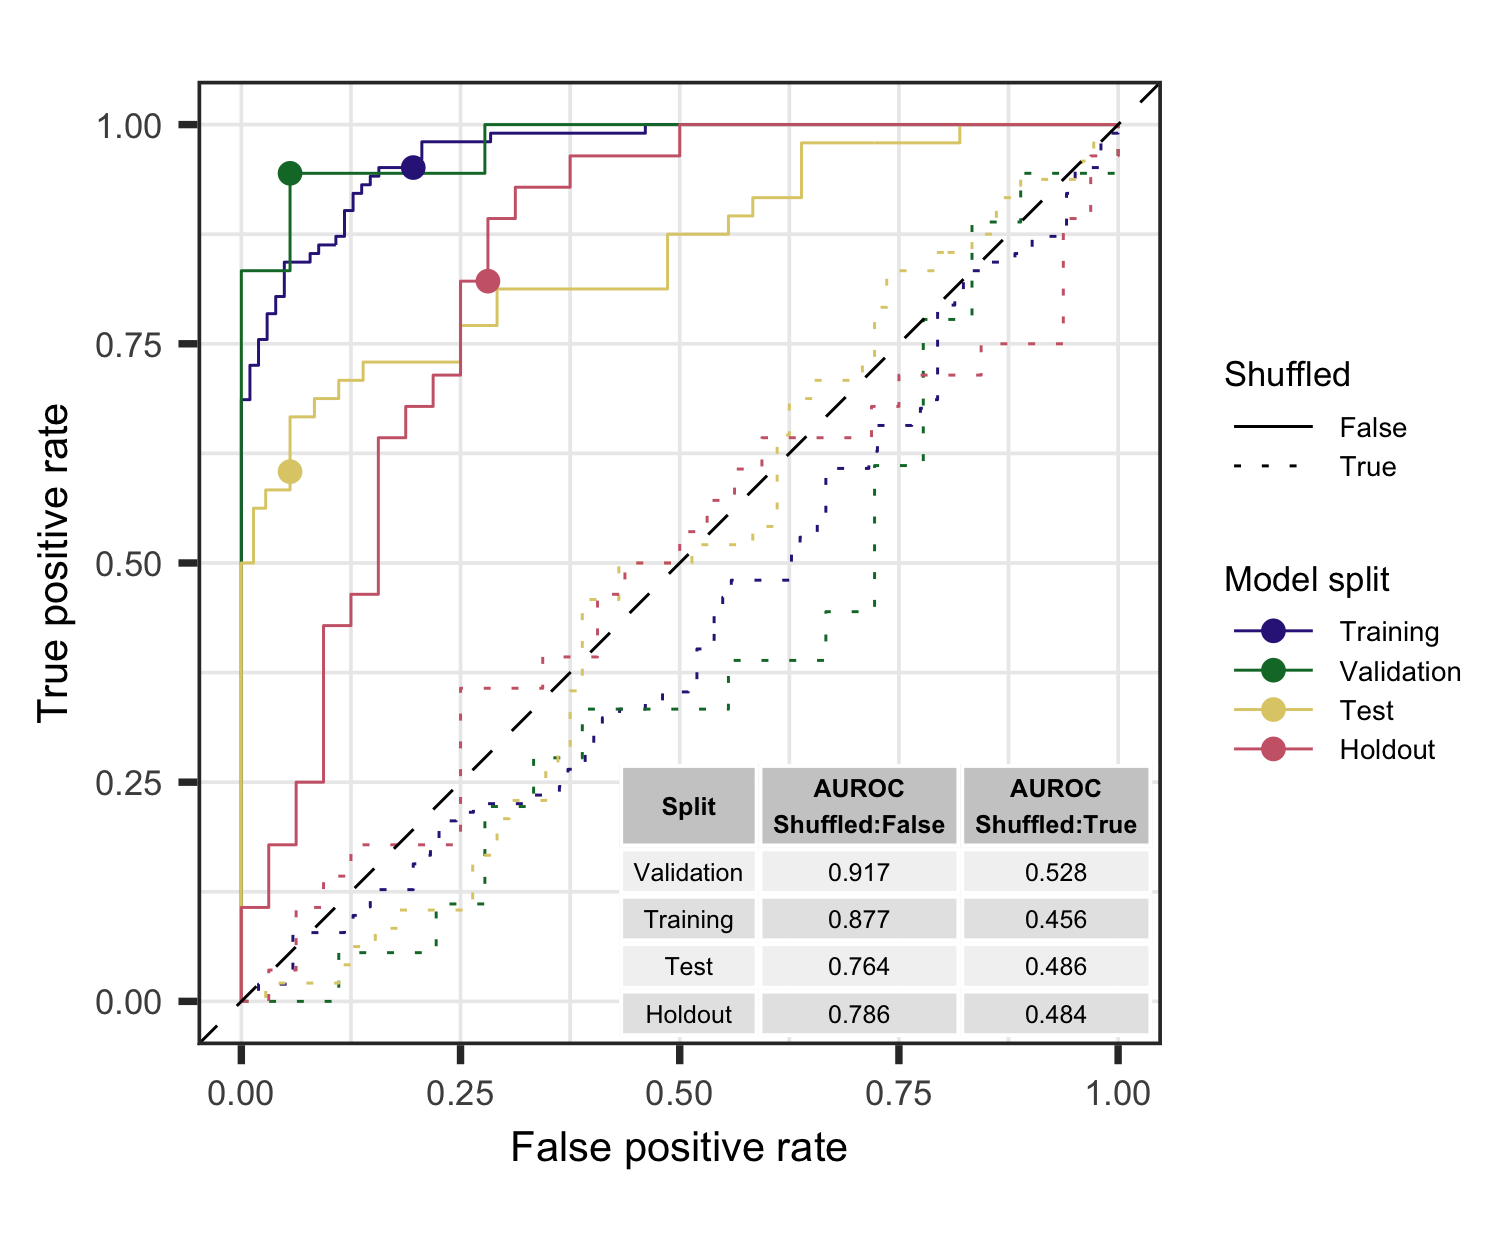 1.00
0.75
0.50
0.25
0.00
True positive rate
0.00 0.25 0.50 0.75 1.00
False positive rate
Split AUROC Shuffled:False AUROC Shuffled:True
Validation 0.917 0.528
Training 0.877 0.456
Test 0.764 0.486
Holdout 0.786 0.484
Shuffled
False
True
Model split
Training
Validation
Test
Holdout